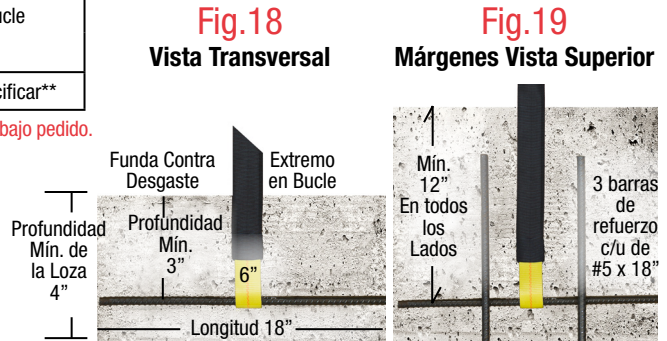 ucle
cificar**
bajo pedido.
Fig.18
Vista Transversal
Funda Contra
Desgaste
Extremo
en Bucle
Profundidad
Mín. de
la Loza
4”
Profundidad
Mín.
3”
6”
Longitud 18”
Fig.19
Márgenes Vista Superior
Mín.
12”
En todos
los
Lados
3 barras
de
refuerzo
c/u de
#5 x 18”